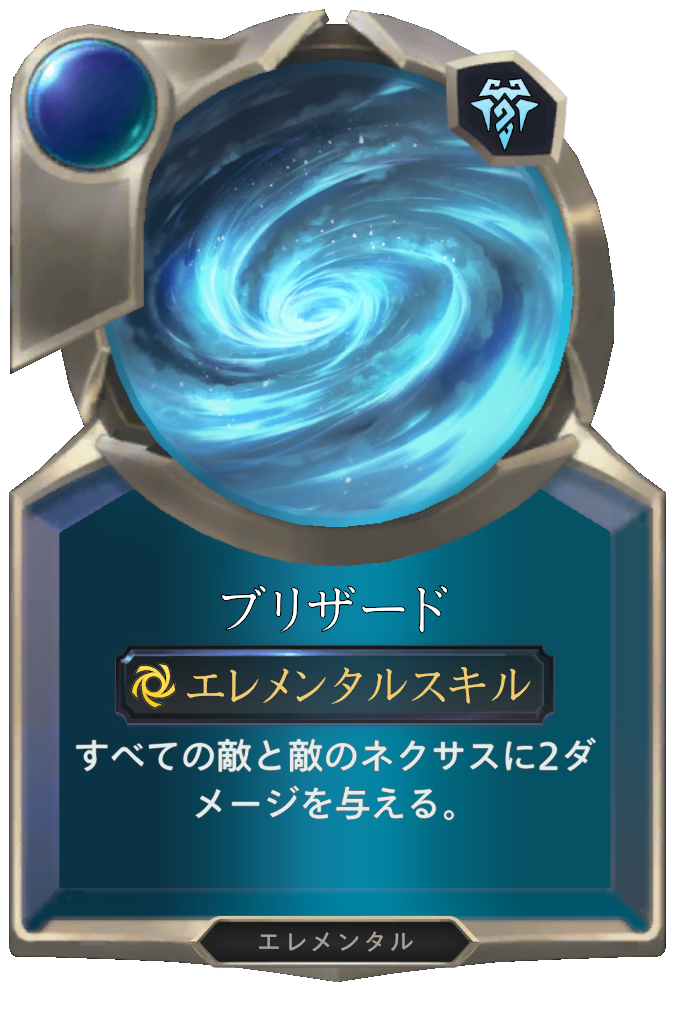 ブリザード
エレメンタルスキル
すべての敵と敵のネクサスに2ダ
メージを与える。
エレメンタル